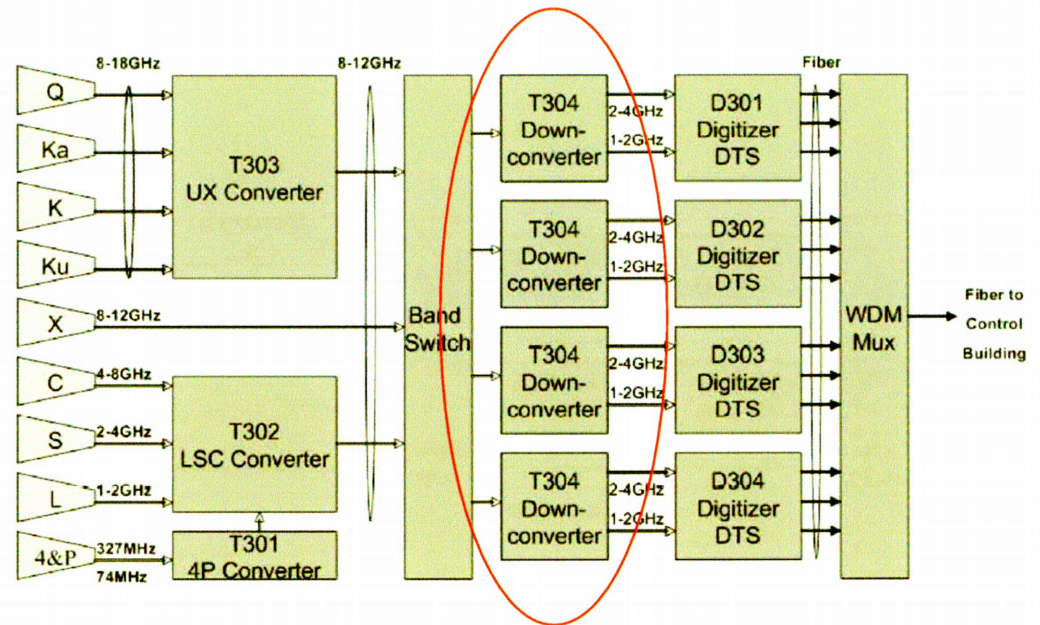 8-18GHz
8-12GHz
Fiber
Q
Ka
K
Ku
X
C
S
L
4&P
8-12GHz
4-8GHz
2-4GHz
1-2GHz
327MHz
74MHz
T303
UX Converter
T302
LSC Converter
T301
4P Converter
Band
Switch
T304
Down-
converter
2-4GHz
1-2GHz
D301
Digitizer
DTS
T304
Down-
converter
2-4GHz
1-2GHz
D302
Digitizer
DTS
T304
Down-
converter
2-4GHz
1-2GHz
D303
Digitizer
DTS
T304
Down-
converter
2-4GHz
1-2GHz
D304
Digitizer
DTS
WDM
Mux
Fiber to
Control
Building